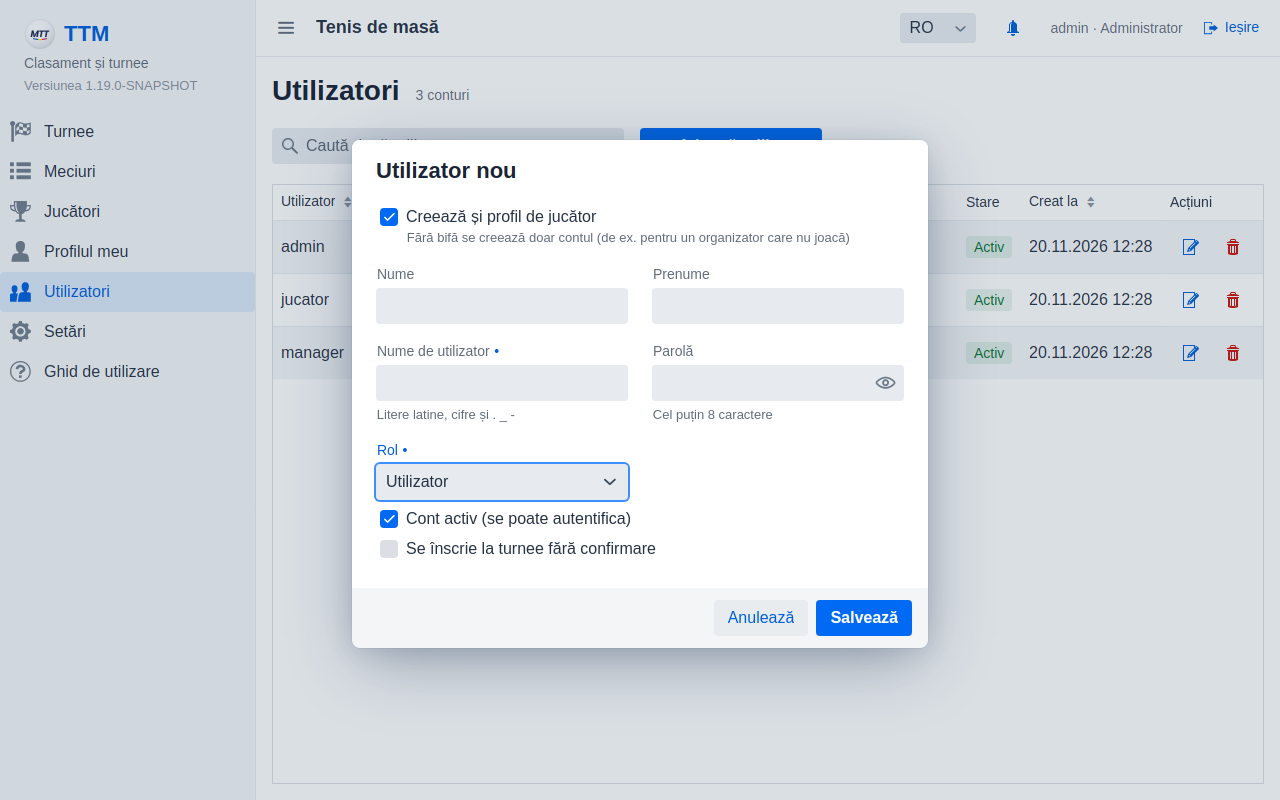 MTT TTM
Clasament și turnee
Versiunea 1.19.0-SNAPSHOT
Turnee
Meciuri
Jucători
Profilul meu
Utilizatori
Setări
Ghid de utilizare
Tenis de masă
RO
admin · Administrator
Ieșire
Utilizatori 3 conturi
Caută
Utilizator Stare Creat la Acțiuni
admin Activ 20.11.2026 12:28
jucator Activ 20.11.2026 12:28
manager Activ 20.11.2026 12:28
Utilizator nou
Creează și profil de jucător
Fără bifă se creează doar contul (de ex. pentru un organizator care nu joacă)
Nume Prenume
Nume de utilizator • Parolă
Litere latine, cifre și . _ - Cel puțin 8 caractere
Rol •
Utilizator
Cont activ (se poate autentifica)
Se înscrie la turnee fără confirmare
Anulează Salvează